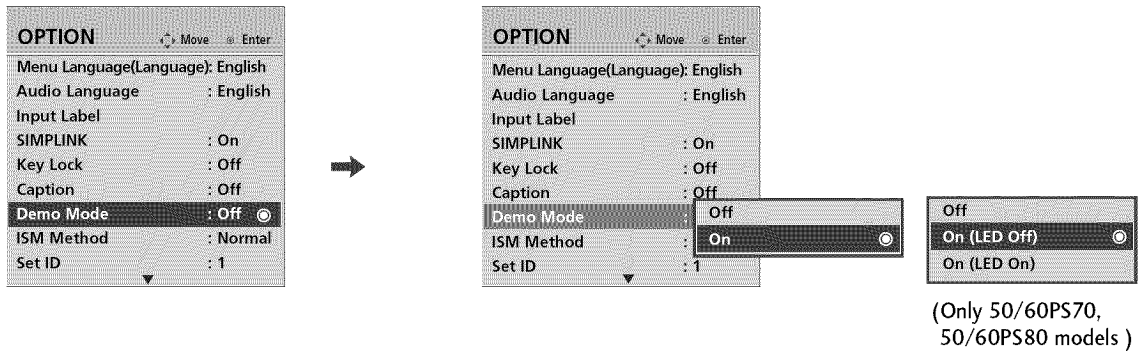 OPTION Move Enter
Menu Language(Language): English
Audio Language : English
Input Label
SIMPLINK : On
Key Lock : Off
Caption : Off
Demo Mode : Off
ISM Method : Normal
Set ID : 1
OPTION Move Enter
Menu Language(Language): English
Audio Language : English
Input Label
SIMPLINK : On
Key Lock : Off
Caption : Off
Demo Mode :
ISM Method :
Set ID : 1
Off
On
Off
On (LED Off)
On (LED On)
(Only 50/60PS70,
50/60PS80 models )